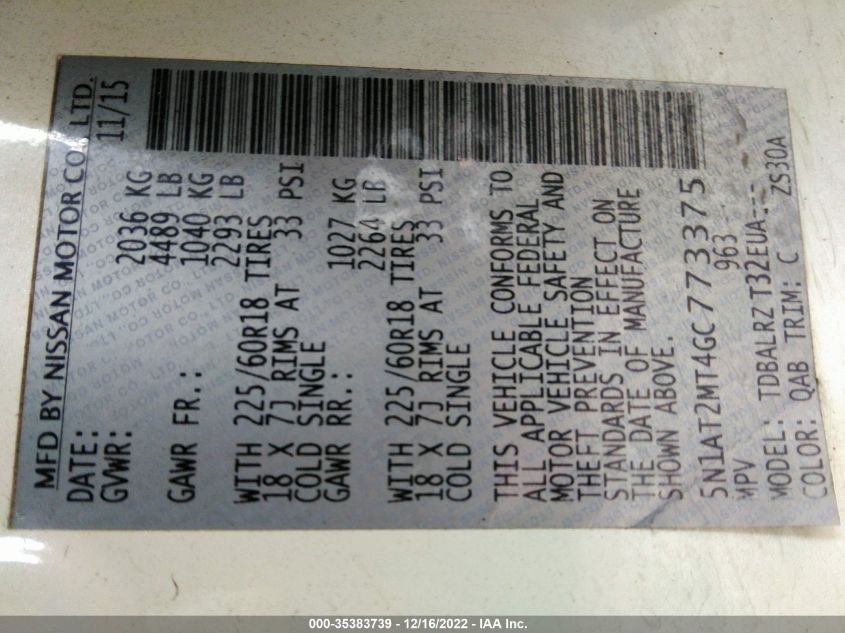 MFD BY NISSAN MOTOR CO., LTD.
DATE: 11/15
GVWR: 2036 KG
4489 LB
GAWR FR.: 1040 KG
2293 LB
WITH 225/60R18 TIRES
18 X 7J RIMS AT 33 PSI
COLD SINGLE
GAWR RR.: 1027 KG
2264 LB
WITH 225/60R18 TIRES
18 X 7J RIMS AT 33 PSI
COLD SINGLE
THIS VEHICLE CONFORMS TO
ALL APPLICABLE FEDERAL
MOTOR VEHICLE SAFETY AND
THEFT PREVENTION
STANDARDS IN EFFECT ON
THE DATE OF MANUFACTURE
SHOWN ABOVE.
5N1AT2MT4GC773375
MPV 963
MODEL: TDBALRZ T32EUA---
COLOR: QAB TRIM: C ZS30A
000-35383739 - 12/16/2022 - IAA Inc.